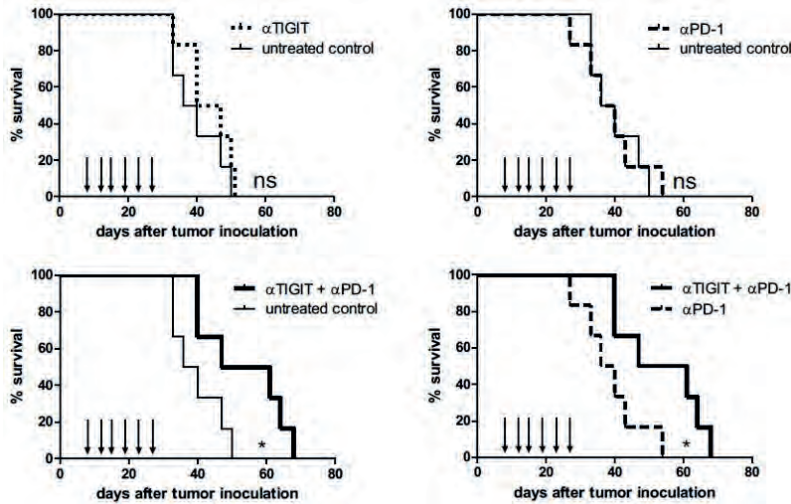 100
80
60
40
20
0
% survival
αTIGIT
untreated control
ns
0 20 40 60 80
days after tumor inoculation
100
80
60
40
20
0
% survival
αPD-1
untreated control
ns
0 20 40 60 80
days after tumor inoculation
100
80
60
40
20
0
% survival
αTIGIT + αPD-1
untreated control
*
0 20 40 60 80
days after tumor inoculation
100
80
60
40
20
0
% survival
αTIGIT + αPD-1
αPD-1
*
0 20 40 60 80
days after tumor inoculation